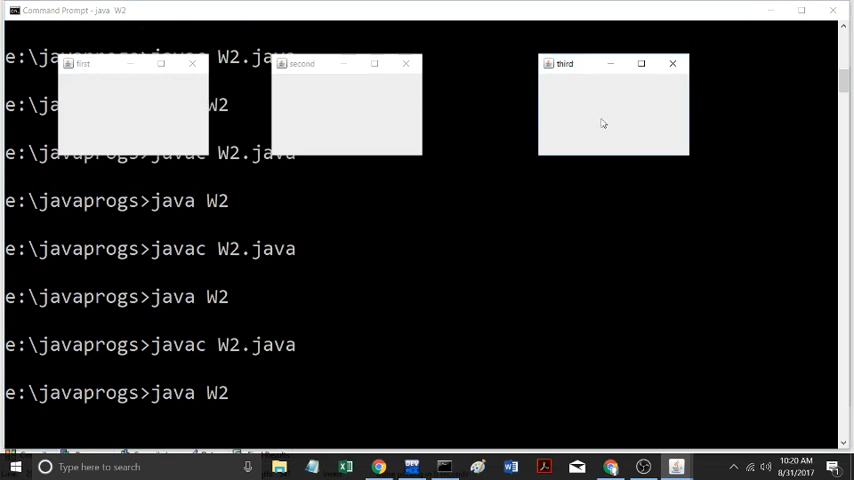 Command Prompt - java W2
e:\javaprogs>javac W2.java
first
second
third
W2
W2.java
e:\javaprogs>java W2
e:\javaprogs>javac W2.java
e:\javaprogs>java W2
e:\javaprogs>javac W2.java
e:\javaprogs>java W2
Type here to search
10:20 AM
8/31/2017